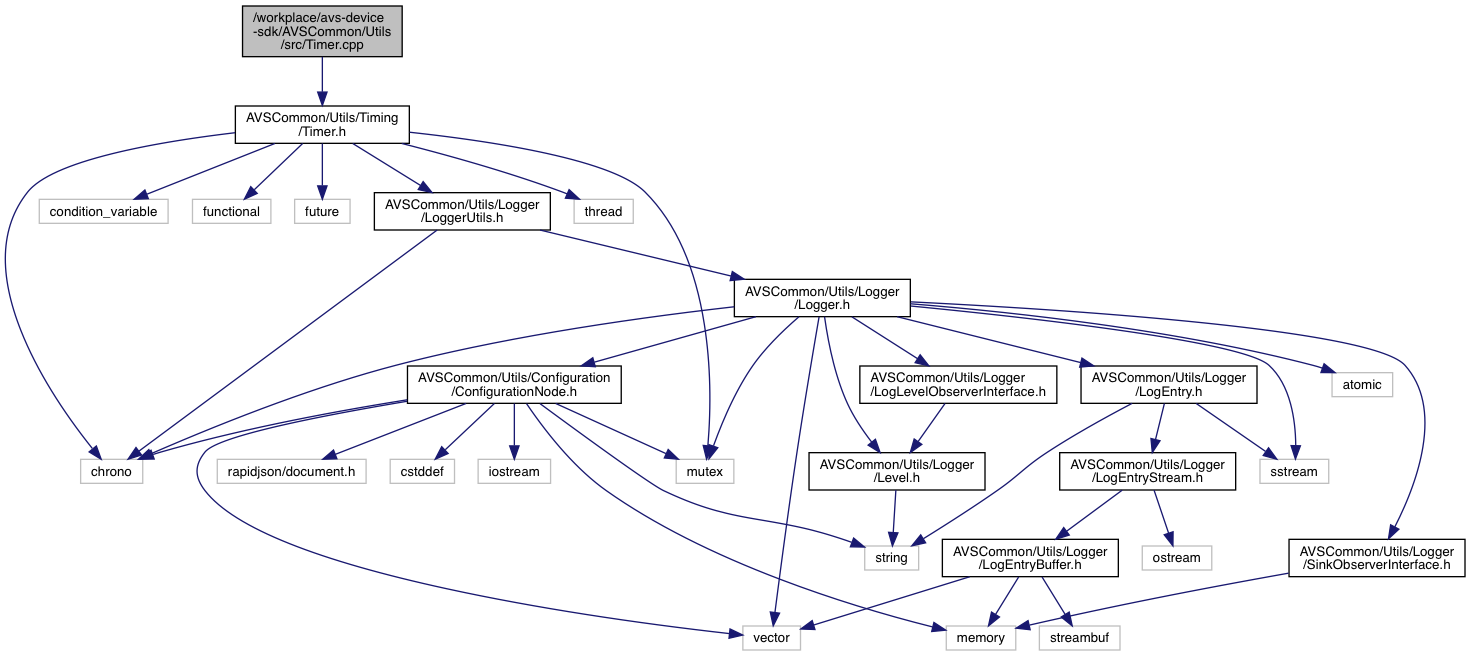 /workplace/avs-device
-sdk/AVSCommon/Utils
/src/Timer.cpp
AVSCommon/Utils/Timing
/Timer.h
condition_variable
functional
future
AVSCommon/Utils/Logger
/LoggerUtils.h
thread
AVSCommon/Utils/Logger
/Logger.h
AVSCommon/Utils/Configuration
/ConfigurationNode.h
AVSCommon/Utils/Logger
/LogLevelObserverInterface.h
AVSCommon/Utils/Logger
/LogEntry.h
atomic
chrono
rapidjson/document.h
cstddef
iostream
mutex
AVSCommon/Utils/Logger
/Level.h
AVSCommon/Utils/Logger
/LogEntryStream.h
sstream
string
AVSCommon/Utils/Logger
/LogEntryBuffer.h
ostream
AVSCommon/Utils/Logger
/SinkObserverInterface.h
vector
memory
streambuf